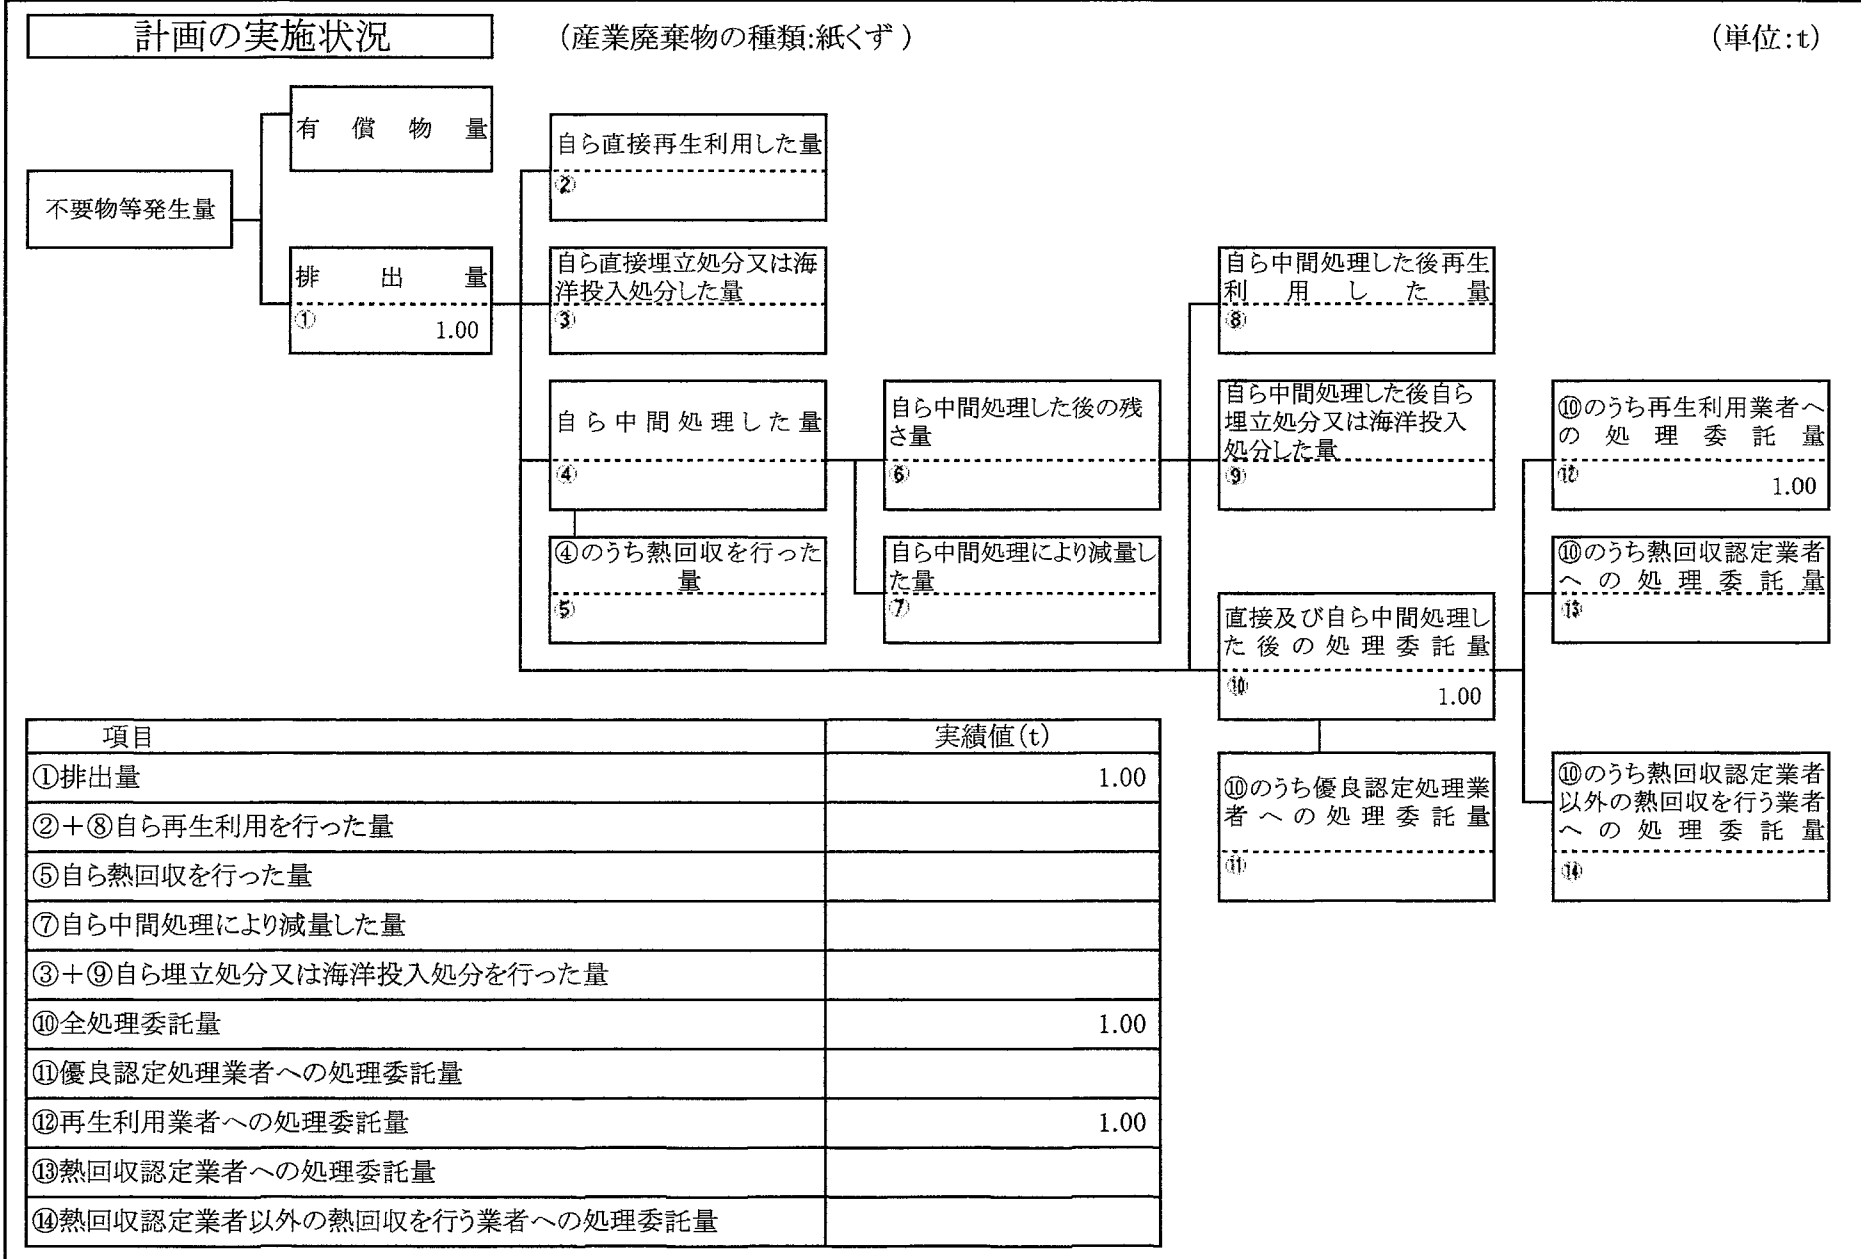 計画の実施状況 (産業廃棄物の種類:紙くず) (単位:t)
有償物量
不要物等発生量
排出量
① 1.00
自ら直接再生利用した量
②
自ら直接埋立処分又は海
洋投入処分した量
③
自ら中間処理した量
④
④のうち熱回収を行った
量
⑤
自ら中間処理した後の残
さ量
⑥
自ら中間処理により減量し
た量
⑦
自ら中間処理した後再生
利用した量
⑧
自ら中間処理した後自ら
埋立処分又は海洋投入
処分した量
⑨
直接及び自ら中間処理し
た後の処理委託量
⑩ 1.00
⑩のうち優良認定処理業
者への処理委託量
⑪
⑩のうち再生利用業者へ
の処理委託量
⑫ 1.00
⑩のうち熱回収認定業者
への処理委託量
⑬
⑩のうち熱回収認定業者
以外の熱回収を行う業者
への処理委託量
⑭
項目 実績値(t)
①排出量 1.00
②+⑧自ら再生利用を行った量
⑤自ら熱回収を行った量
⑦自ら中間処理により減量した量
③+⑨自ら埋立処分又は海洋投入処分を行った量
⑩全処理委託量 1.00
⑪優良認定処理業者への処理委託量
⑫再生利用業者への処理委託量 1.00
⑬熱回収認定業者への処理委託量
⑭熱回収認定業者以外の熱回収を行う業者への処理委託量